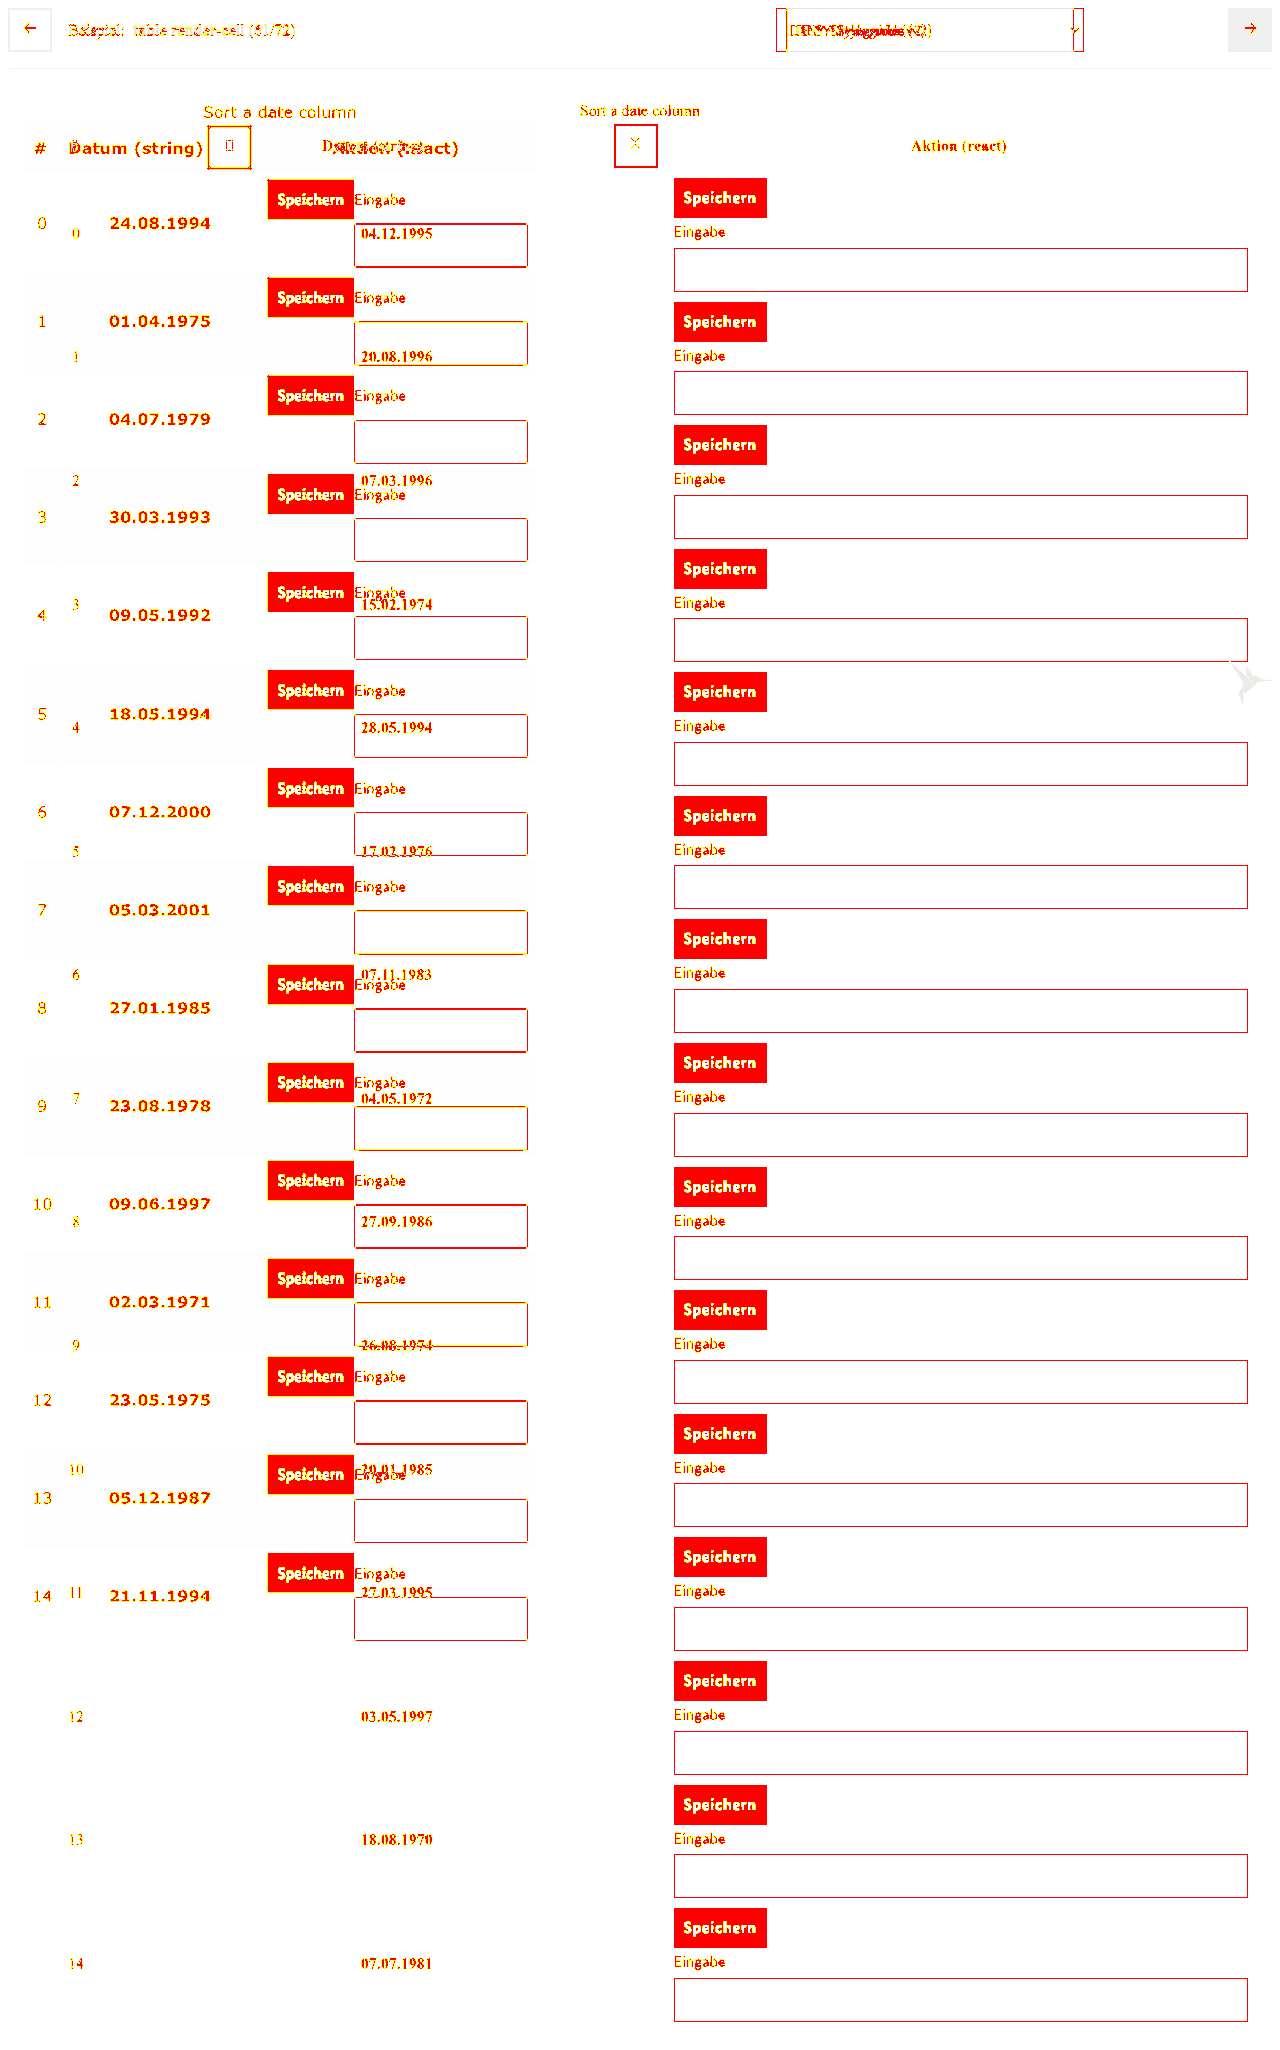 Beispiel: table render-cell (61/72)
Sort a date column Sort a date column
# Datum (string) Aktion (react)
Speichern Eingabe Speichern
0 24.08.1994
Eingabe
0 04.12.1995
Speichern Eingabe Speichern
1 01.04.1975
1 20.08.1996 Eingabe
Speichern Eingabe
2 04.07.1979
Speichern
2 07.03.1996 Eingabe
Speichern Eingabe
3 30.03.1993
Speichern
Speichern Eingabe
3 15.02.1974 Eingabe
4 09.05.1992
Speichern Eingabe Speichern
5 18.05.1994
4 28.05.1994 Eingabe
Speichern Eingabe
6 07.12.2000 Speichern
5 17.02.1976 Eingabe
Speichern Eingabe
7 05.03.2001
Speichern
6 07.11.1983 Eingabe
Speichern Eingabe
8 27.01.1985
Speichern Eingabe Speichern
7 04.05.1972 Eingabe
9 23.08.1978
Speichern Eingabe Speichern
10 09.06.1997
8 27.09.1986 Eingabe
Speichern Eingabe
11 02.03.1971 Speichern
9 26.08.1974 Eingabe
Speichern Eingabe
12 23.05.1975
Speichern
10 20.01.1985 Eingabe
Speichern Eingabe
13 05.12.1987
Speichern
Speichern Eingabe
11 27.03.1995 Eingabe
14 21.11.1994
Speichern
12 03.05.1997 Eingabe
Speichern
13 18.08.1970 Eingabe
Speichern
14 07.07.1981 Eingabe